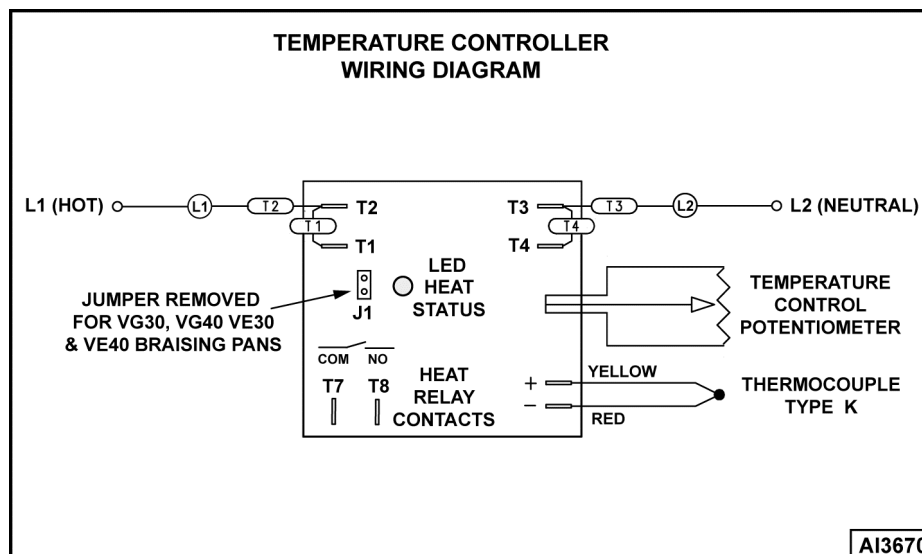 TEMPERATURE CONTROLLER
WIRING DIAGRAM
L1 (HOT)
L1
T2
T2
T1
T1
T3
T3
L2
L2 (NEUTRAL)
T4
T4
LED
HEAT
STATUS
J1
JUMPER REMOVED
FOR VG30, VG40 VE30
& VE40 BRAISING PANS
TEMPERATURE
CONTROL
POTENTIOMETER
COM NO
T7 T8
HEAT
RELAY
CONTACTS
+
−
YELLOW
RED
THERMOCOUPLE
TYPE K
AI3670